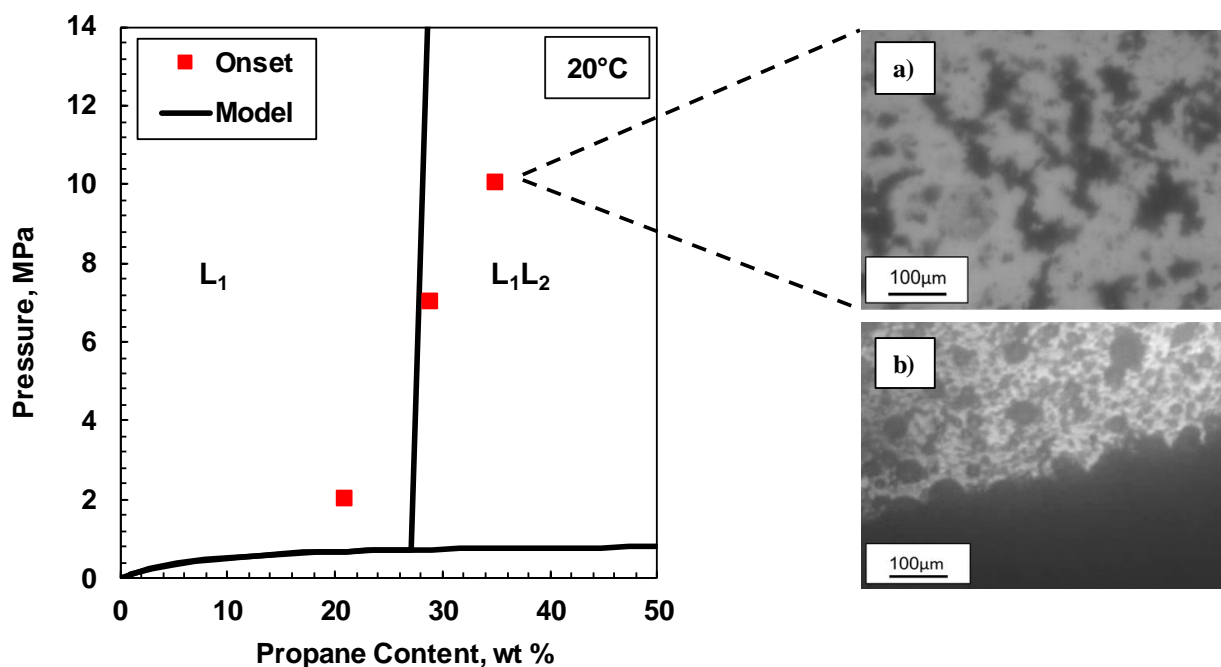 Pressure, MPa
14
12
10
8
6
4
2
0
Onset
Model
20°C
L₁
L₁L₂
0 10 20 30 40 50
Propane Content, wt %
a)
100µm
b)
100µm